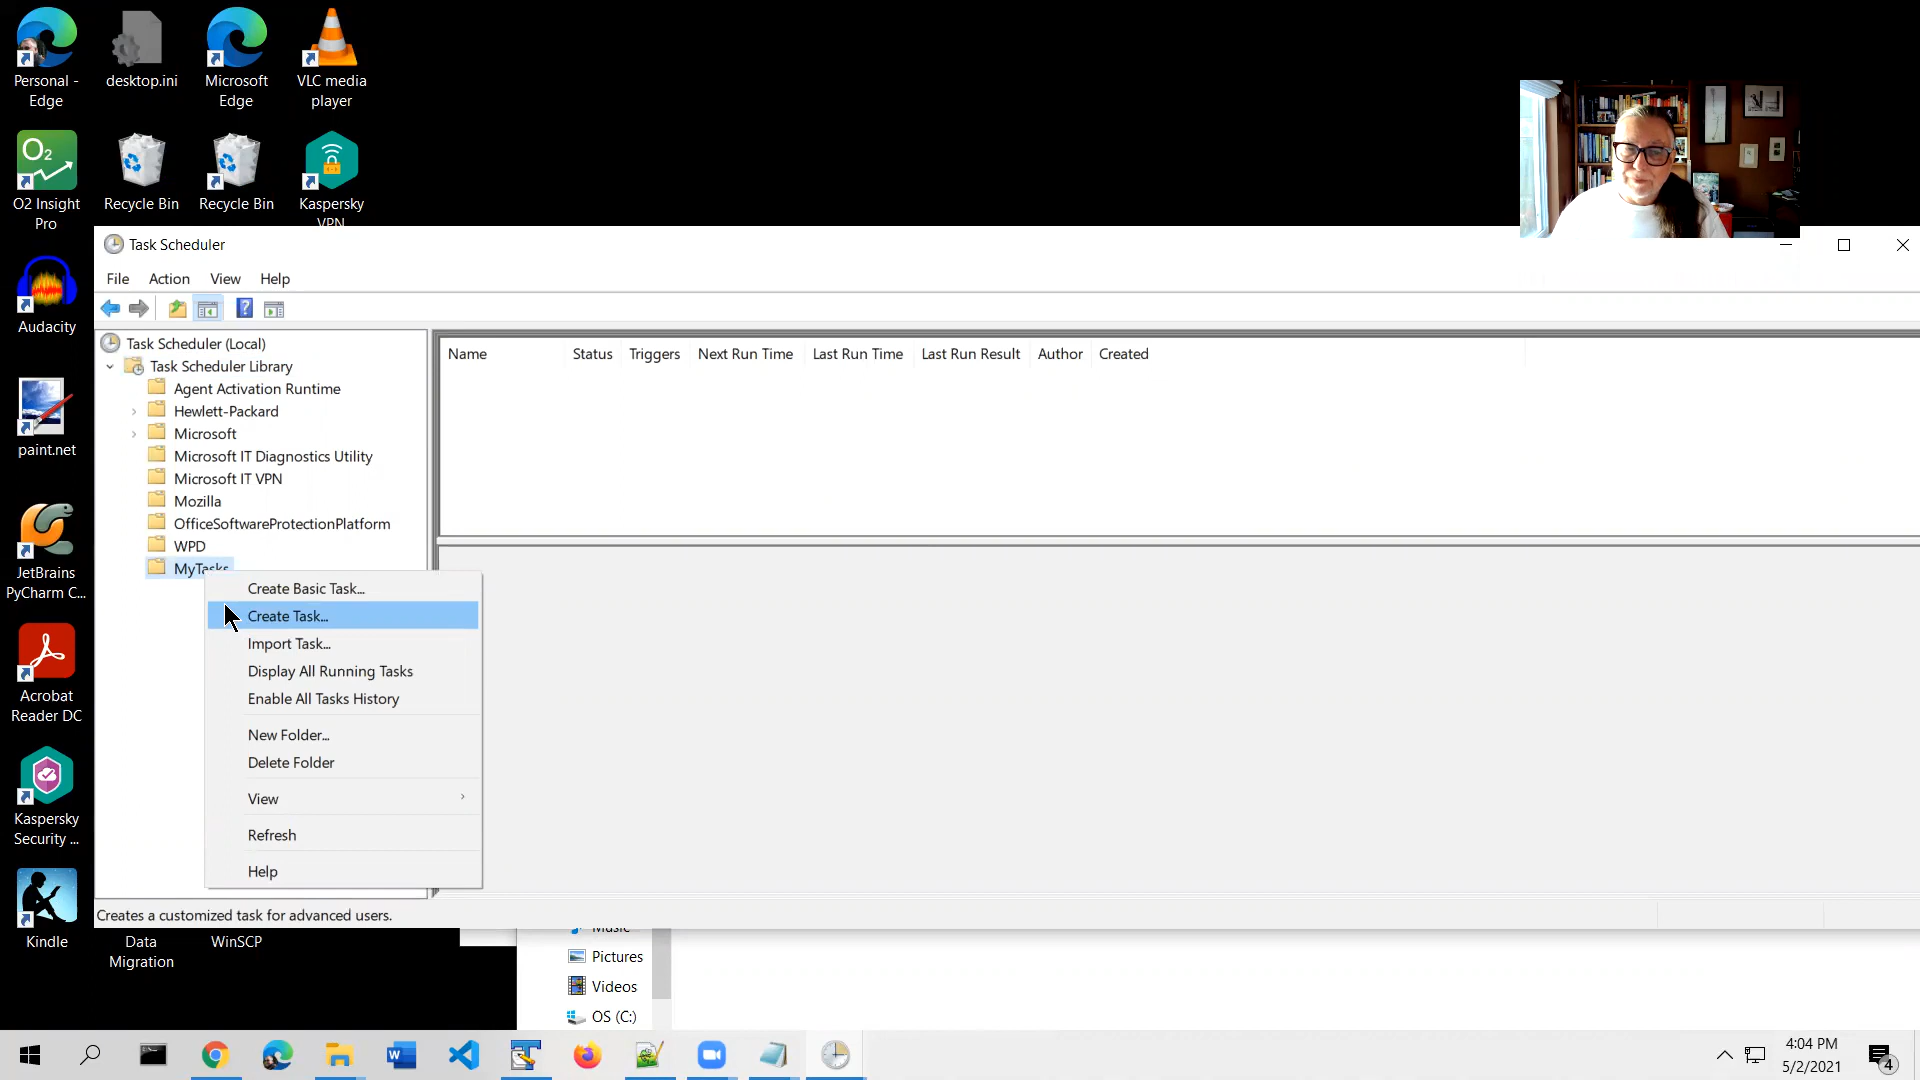 Personal -
Edge
desktop.ini
Microsoft
Edge
VLC media
player
O2
O2 Insight
Pro
Recycle Bin
Recycle Bin
Kaspersky
VPN
Audacity
paint.net
JetBrains
PyCharm C...
Acrobat
Reader DC
Kaspersky
Security ...
Kindle
Data
Migration
WinSCP
Task Scheduler
File Action View Help
Task Scheduler (Local)
Task Scheduler Library
Agent Activation Runtime
Hewlett-Packard
Microsoft
Microsoft IT Diagnostics Utility
Microsoft IT VPN
Mozilla
OfficeSoftwareProtectionPlatform
WPD
MyTasks
Name Status Triggers Next Run Time Last Run Time Last Run Result Author Created
Create Basic Task...
Create Task...
Import Task...
Display All Running Tasks
Enable All Tasks History
New Folder...
Delete Folder
View
Refresh
Help
Creates a customized task for advanced users.
Music
Pictures
Videos
OS (C:)
4:04 PM
5/2/2021
4